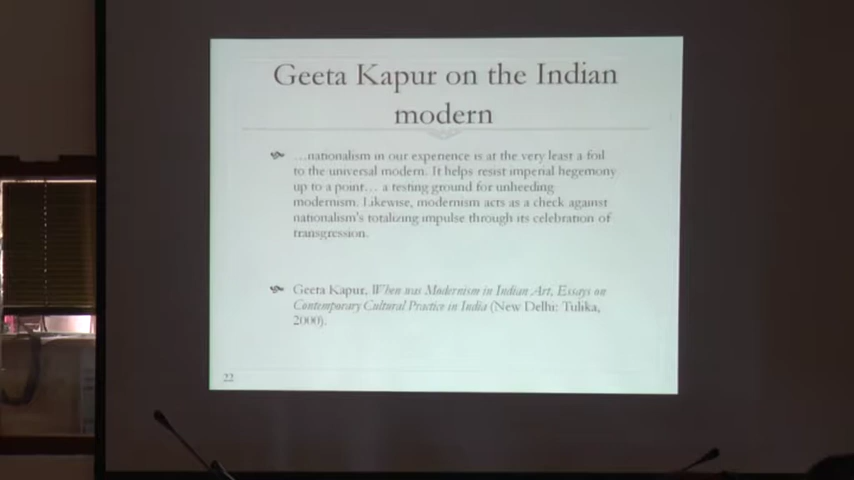 Geeta Kapur on the Indian
modern
…nationalism in our experience is at the very least a foil
to the universal modern. It helps resist imperial hegemony
up to a point… a testing ground for unheeding
modernism. Likewise, modernism acts as a check against
nationalism's totalizing impulse through its celebration of
transgression.
Geeta Kapur, When was Modernism in Indian Art, Essays on
Contemporary Cultural Practice in India (New Delhi: Tulika,
2000).
22